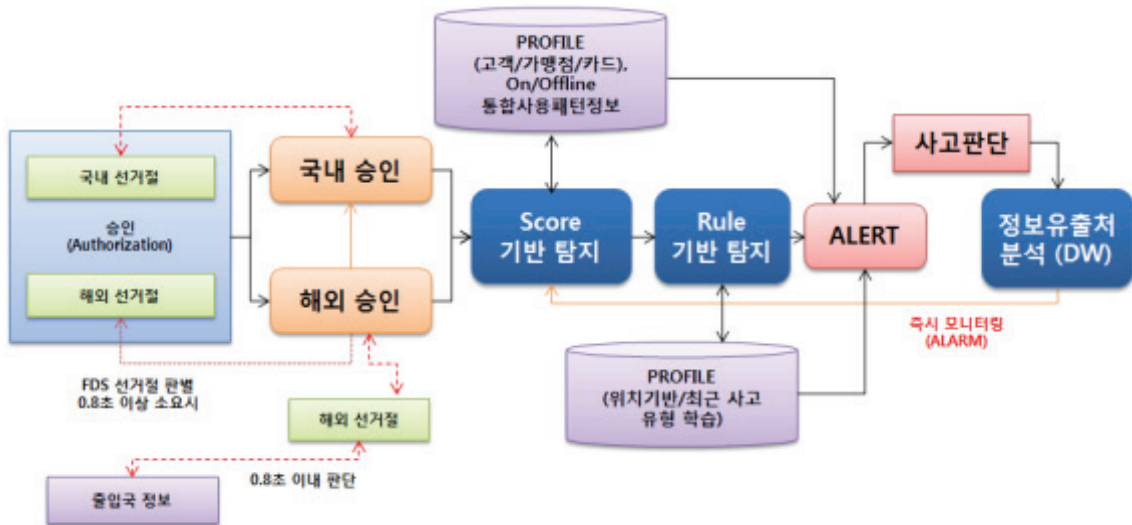 PROFILE
(고객/가맹점/카드).
On/Offline
통합사용패턴정보
국내 선거절
승인
(Authorization)
해외 선거절
국내 승인
해외 승인
Score
기반 탐지
Rule
기반 탐지
ALERT
사고판단
정보유출처
분석 (DW)
즉시 모니터링
(ALARM)
PROFILE
(위치기반/최근 사고
유형 학습)
FDS 선거절 판별
0.8초 이상 소요시
해외 선거절
0.8초 이내 판단
출입국 정보